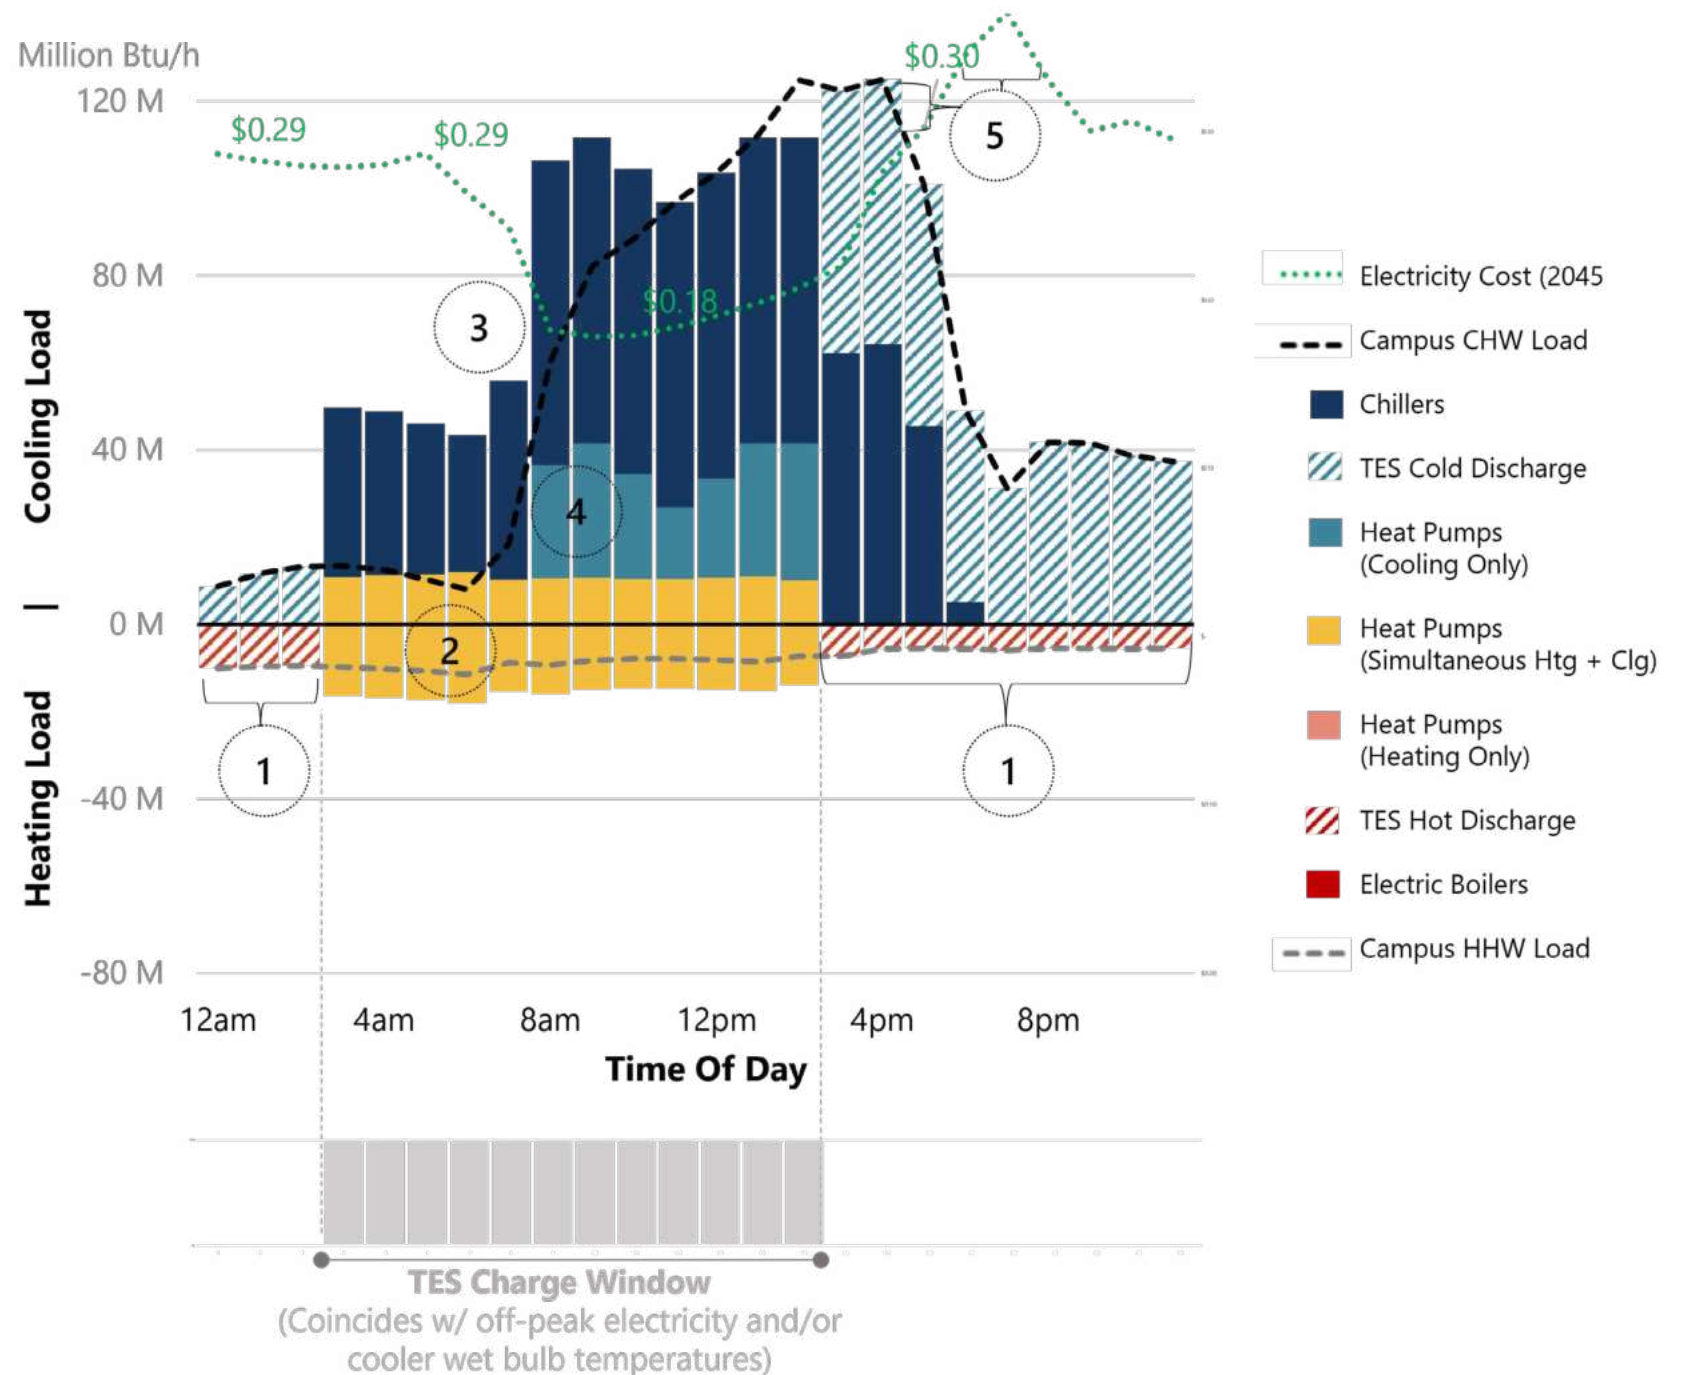 Million Btu/h
120 M
80 M
40 M
0 M
-40 M
-80 M
Cooling Load
|
Heating Load
$0.29
$0.29
$0.18
$0.30
1
2
3
4
5
1
12am
4am
8am
12pm
4pm
8pm
Time Of Day
TES Charge Window
(Coincides w/ off-peak electricity and/or
cooler wet bulb temperatures)
Electricity Cost (2045
Campus CHW Load
Chillers
TES Cold Discharge
Heat Pumps
(Cooling Only)
Heat Pumps
(Simultaneous Htg + Clg)
Heat Pumps
(Heating Only)
TES Hot Discharge
Electric Boilers
Campus HHW Load